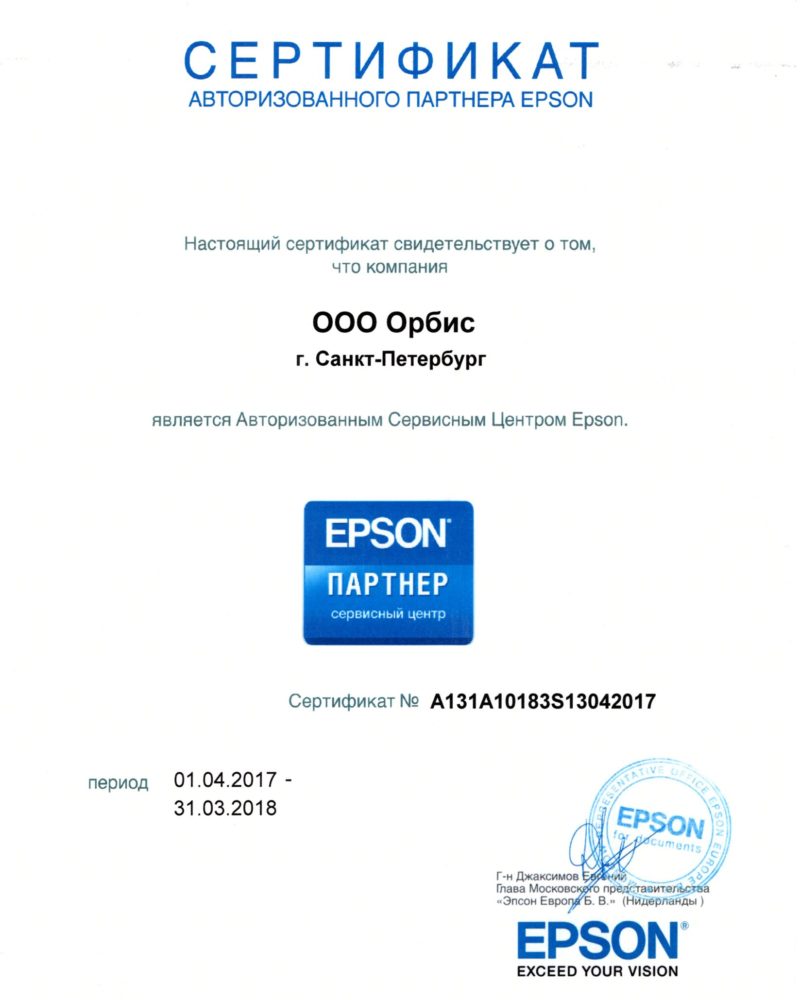 СЕРТИФИКАТ
АВТОРИЗОВАННОГО ПАРТНЕРА EPSON
Настоящий сертификат свидетельствует о том,
что компания
ООО Орбис
г. Санкт-Петербург
является Авторизованным Сервисным Центром Epson.
EPSON®
ПАРТНЕР
сервисный центр
Сертификат № A131A10183S13042017
период 01.04.2017 -
31.03.2018
REPRESENTATIVE OFFICE EPSON EUROPE
EPSON
for documents
Г-н Джаксимов Евгений
Глава Московского представительства
«Эпсон Европа Б. В.» (Нидерланды )
EPSON®
EXCEED YOUR VISION